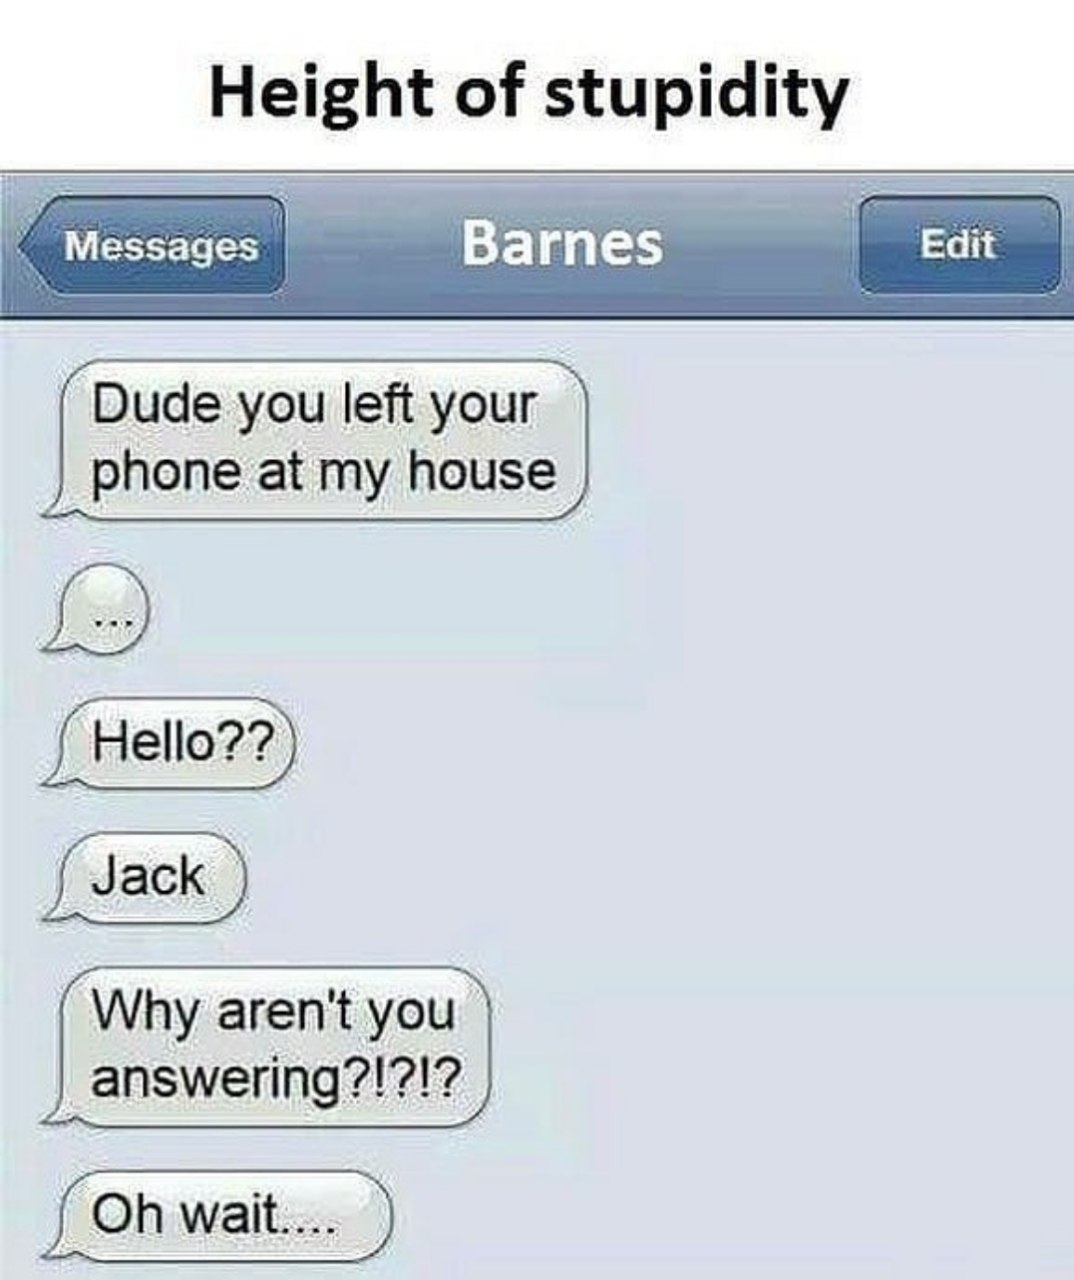 Height of stupidity
Messages
Barnes
Edit
Dude you left your
phone at my house
...
Hello??
Jack
Why aren't you
answering?!?!?
Oh wait....